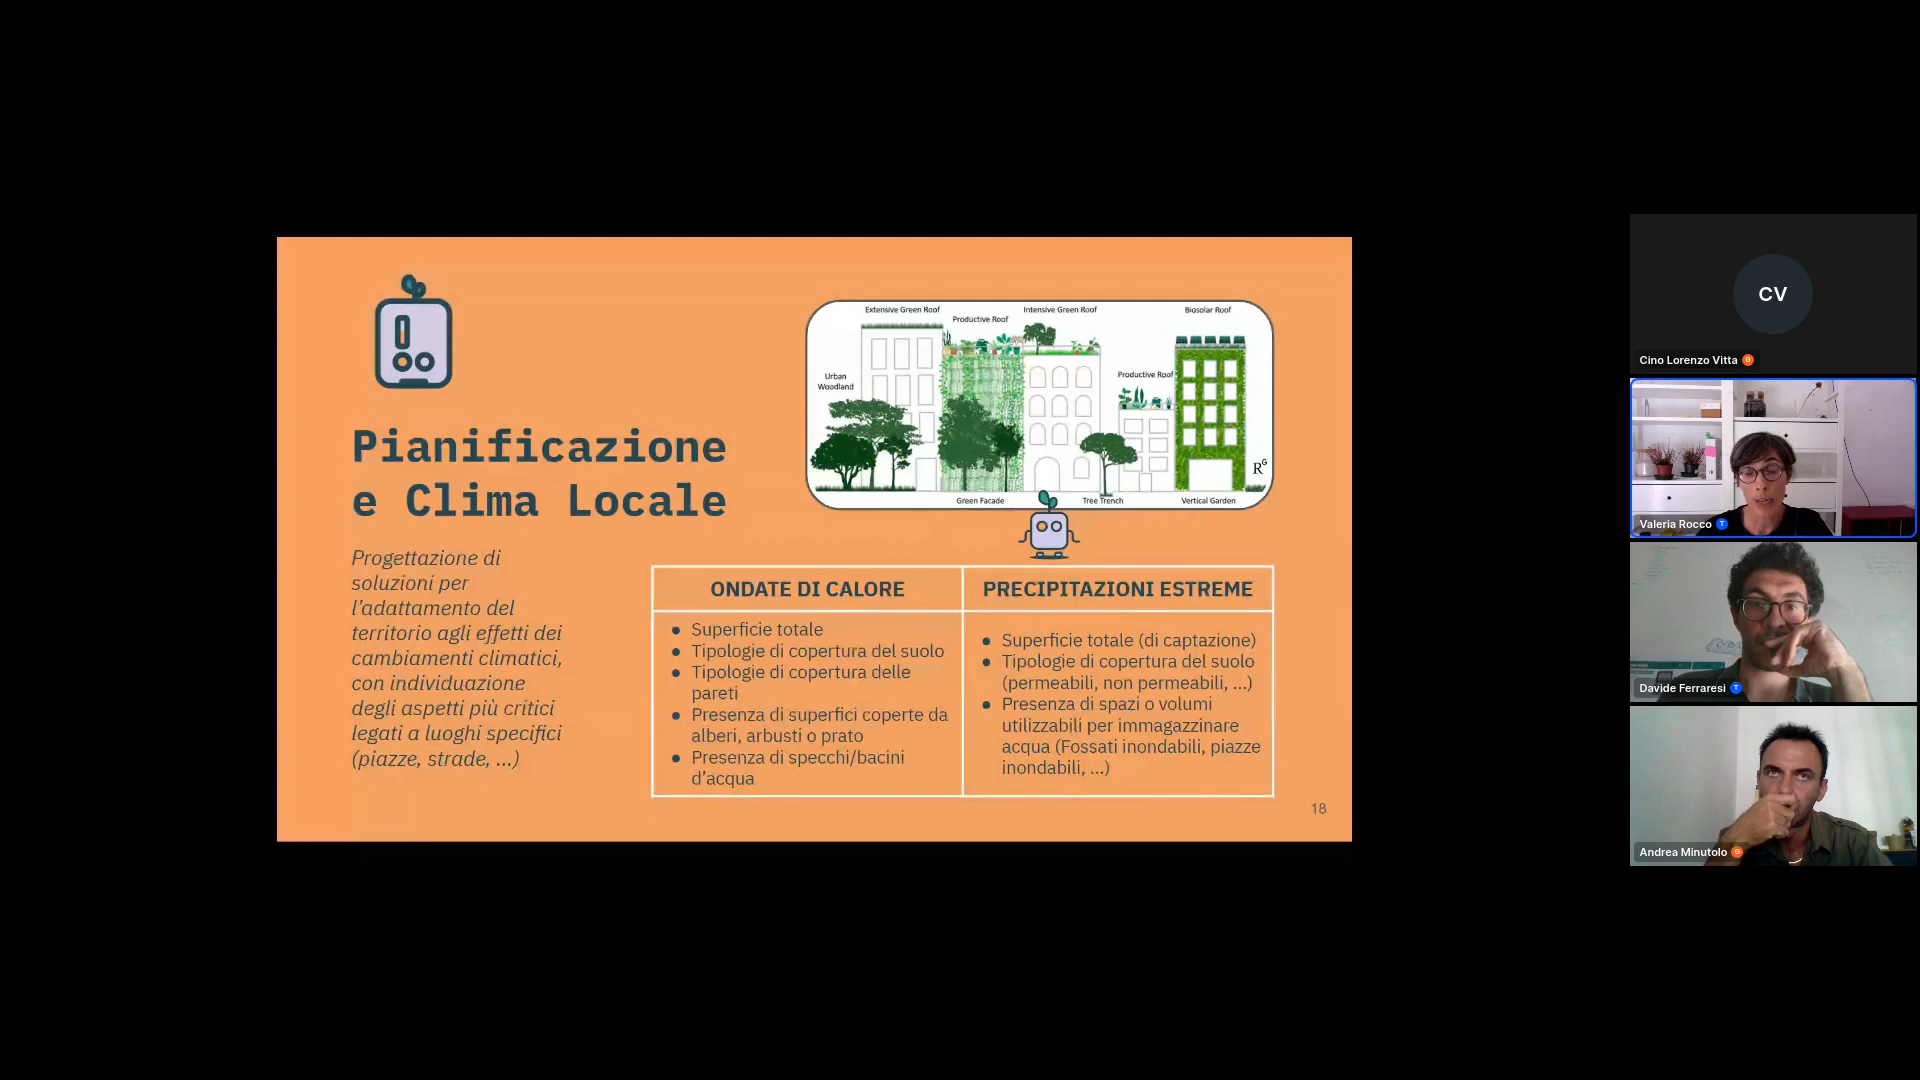 Pianificazione
e Clima Locale
Progettazione di
soluzioni per
l'adattamento del
territorio agli effetti dei
cambiamenti climatici,
con individuazione
degli aspetti più critici
legati a luoghi specifici
(piazze, strade, ...)
Extensive Green Roof
Productive Roof
Intensive Green Roof
Biosolar Roof
Urban
Woodland
Productive Roof
RG
Green Facade
Tree Trench
Vertical Garden
ONDATE DI CALORE
Superficie totale
Tipologie di copertura del suolo
Tipologie di copertura delle
pareti
Presenza di superfici coperte da
alberi, arbusti o prato
Presenza di specchi/bacini
d'acqua
PRECIPITAZIONI ESTREME
Superficie totale (di captazione)
Tipologie di copertura del suolo
(permeabili, non permeabili, ...)
Presenza di spazi o volumi
utilizzabili per immagazzinare
acqua (Fossati inondabili, piazze
inondabili, ...)
18
CV
Cino Lorenzo Vitta G
Valeria Rocco T
Davide Ferraresi T
Andrea Minutolo G